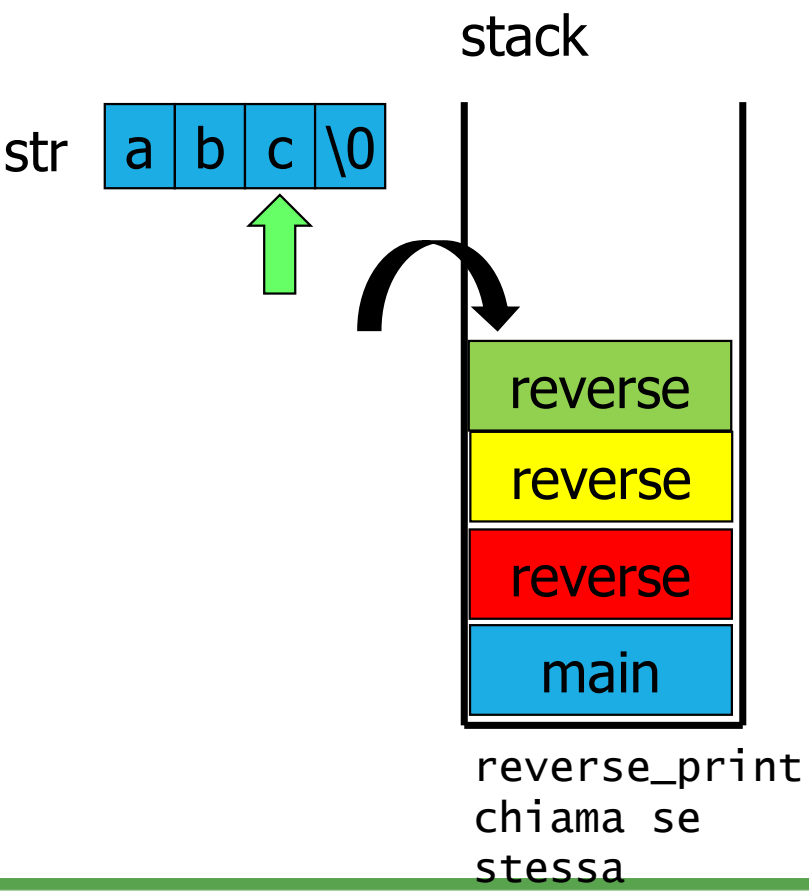 stack
str a b c \0
reverse
reverse
reverse
main
reverse_print
chiama se
stessa